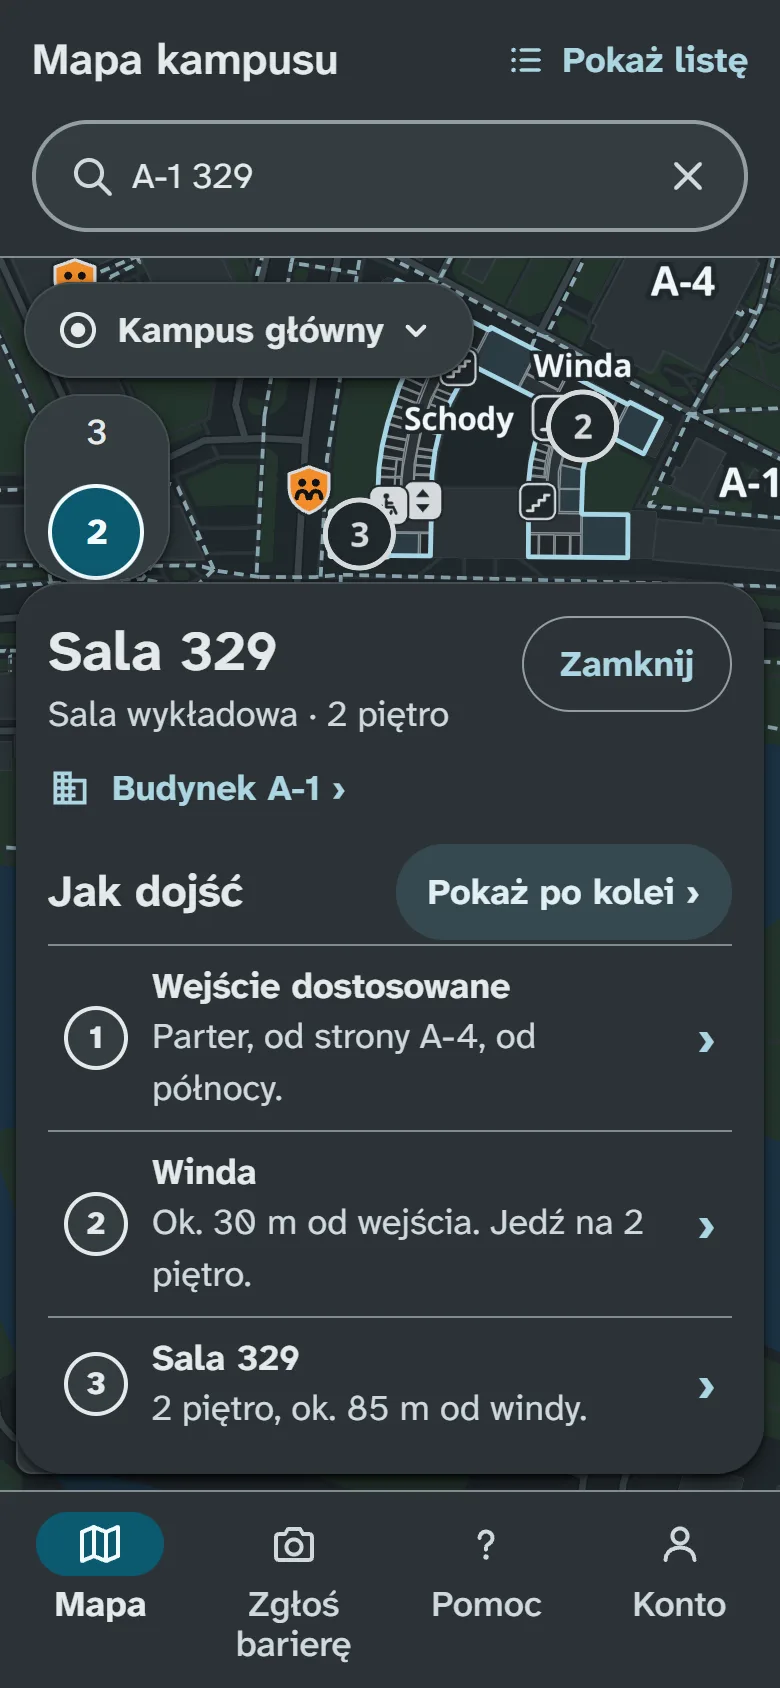 Mapa kampusu
Pokaż listę
A-1 329
A-4
Kampus główny
Winda
Schody
3
2
2
3
A-1
Sala 329
Zamknij
Sala wykładowa · 2 piętro
Budynek A-1 ›
Jak dojść
Pokaż po kolei ›
1
Wejście dostosowane
Parter, od strony A-4, od
północy.
2
Winda
Ok. 30 m od wejścia. Jedź na 2
piętro.
3
Sala 329
2 piętro, ok. 85 m od windy.
Mapa
Zgłoś
barierę
Pomoc
Konto